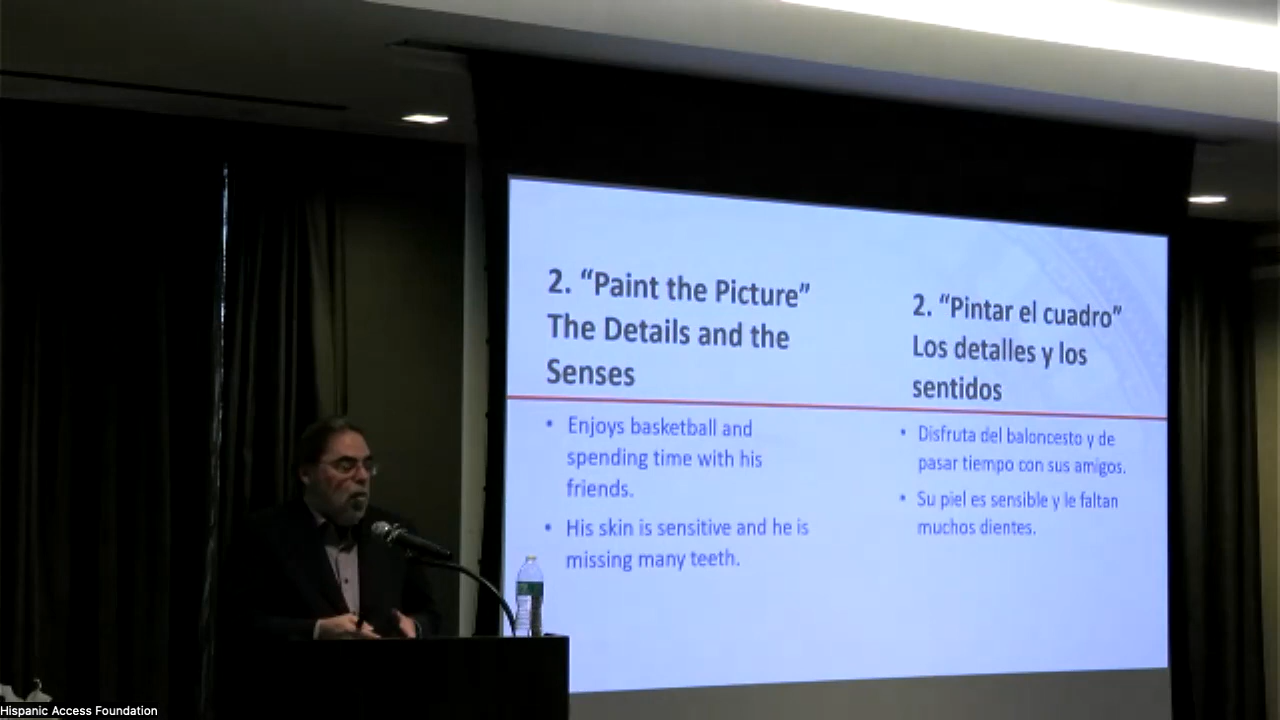 2. “Paint the Picture”
The Details and the
Senses
• Enjoys basketball and
spending time with his
friends.
• His skin is sensitive and he is
missing many teeth.
2. “Pintar el cuadro”
Los detalles y los
sentidos
• Disfruta del baloncesto y de
pasar tiempo con sus amigos.
• Su piel es sensible y le faltan
muchos dientes.
Hispanic Access Foundation